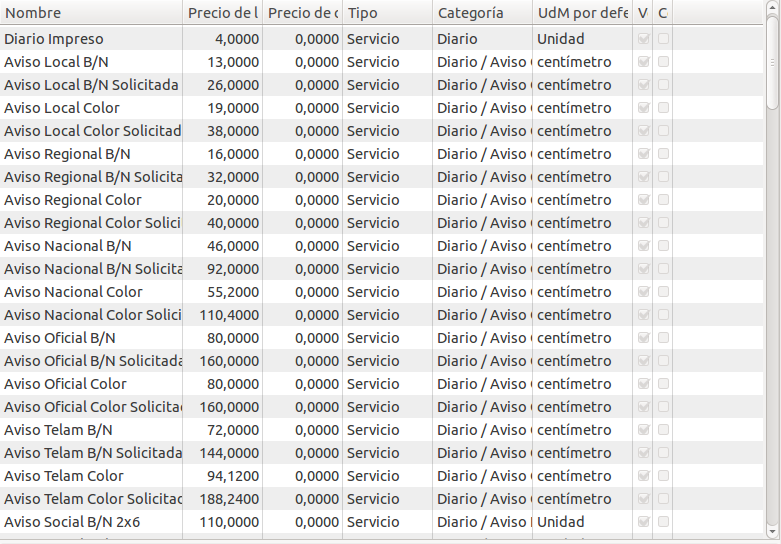 Nombre Precio de l Precio de c Tipo Categoría UdM por defe V C
Diario Impreso 4,0000 0,0000 Servicio Diario Unidad
Aviso Local B/N 13,0000 0,0000 Servicio Diario / Aviso centímetro
Aviso Local B/N Solicitada 26,0000 0,0000 Servicio Diario / Aviso centímetro
Aviso Local Color 19,0000 0,0000 Servicio Diario / Aviso centímetro
Aviso Local Color Solicitad 38,0000 0,0000 Servicio Diario / Aviso centímetro
Aviso Regional B/N 16,0000 0,0000 Servicio Diario / Aviso centímetro
Aviso Regional B/N Solicita 32,0000 0,0000 Servicio Diario / Aviso centímetro
Aviso Regional Color 20,0000 0,0000 Servicio Diario / Aviso centímetro
Aviso Regional Color Solici 40,0000 0,0000 Servicio Diario / Aviso centímetro
Aviso Nacional B/N 46,0000 0,0000 Servicio Diario / Aviso centímetro
Aviso Nacional B/N Solicita 92,0000 0,0000 Servicio Diario / Aviso centímetro
Aviso Nacional Color 55,2000 0,0000 Servicio Diario / Aviso centímetro
Aviso Nacional Color Solici 110,4000 0,0000 Servicio Diario / Aviso centímetro
Aviso Oficial B/N 80,0000 0,0000 Servicio Diario / Aviso centímetro
Aviso Oficial B/N Solicitada 160,0000 0,0000 Servicio Diario / Aviso centímetro
Aviso Oficial Color 80,0000 0,0000 Servicio Diario / Aviso centímetro
Aviso Oficial Color Solicita 160,0000 0,0000 Servicio Diario / Aviso centímetro
Aviso Telam B/N 72,0000 0,0000 Servicio Diario / Aviso centímetro
Aviso Telam B/N Solicitada 144,0000 0,0000 Servicio Diario / Aviso centímetro
Aviso Telam Color 94,1200 0,0000 Servicio Diario / Aviso centímetro
Aviso Telam Color Solicitad 188,2400 0,0000 Servicio Diario / Aviso centímetro
Aviso Social B/N 2x6 110,0000 0,0000 Servicio Diario / Aviso Unidad